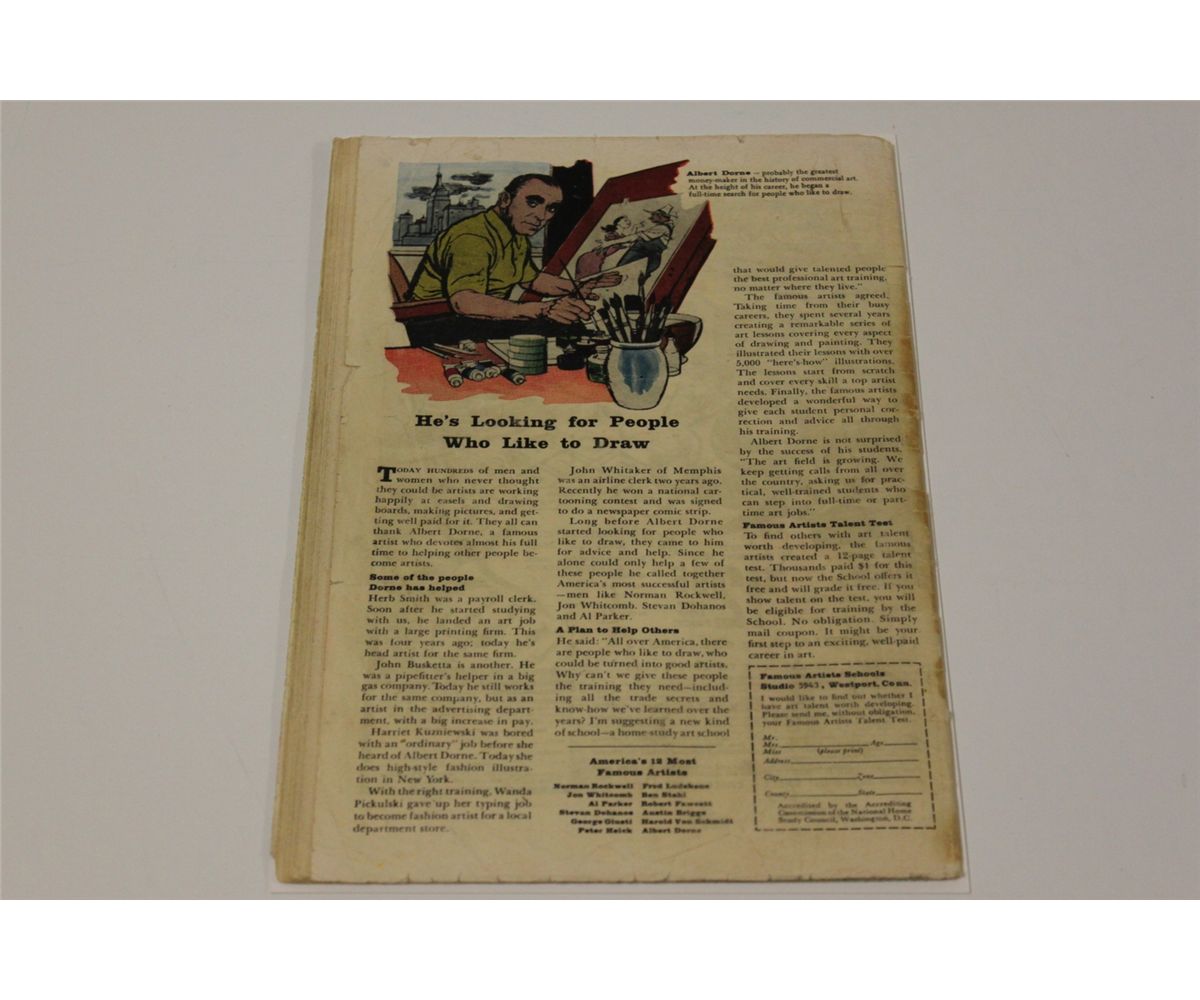 Albert Dorne — probably the greatest
money-maker in the history of commercial art.
At the height of his career, he began a
full-time search for people who like to draw.
He's Looking for People
Who Like to Draw
TODAY HUNDREDS of men and
women who never thought
they could be artists are working
happily at easels and drawing
boards, making pictures, and get-
ting well paid for it. They all can
thank Albert Dorne, a famous
artist who devotes almost his full
time to helping other people be-
come artists.
Some of the people
Dorne has helped
Herb Smith was a payroll clerk.
Soon after he started studying
with us, he landed an art job
with a large printing firm. This
was four years ago; today he's
head artist for the same firm.
John Busketta is another. He
was a pipefitter's helper in a big
gas company. Today he still works
for the same company, but as an
artist in the advertising depart-
ment, with a big increase in pay.
Harriet Kuzniewski was bored
with an "ordinary" job before she
heard of Albert Dorne. Today she
does high-style fashion illustra-
tion in New York.
With the right training, Wanda
Pickulski gave up her typing job
to become fashion artist for a local
department store.
John Whitaker of Memphis
was an airline clerk two years ago.
Recently he won a national car-
tooning contest and was signed
to do a newspaper comic strip.
Long before Albert Dorne
started looking for people who
like to draw, they came to him
for advice and help. Since he
alone could only help a few of
these people he called together
America's most successful artists
—men like Norman Rockwell,
Jon Whitcomb, Stevan Dohanos
and Al Parker.
A Plan to Help Others
He said: "All over America, there
are people who like to draw, who
could be turned into good artists.
Why can't we give these people
the training they need—includ-
ing all the trade secrets and
know-how we've learned over the
years? I'm suggesting a new kind
of school—a home study art school
America's 12 Most
Famous Artists
Norman Rockwell Fred Ludekens
Jon Whitcomb Ben Stahl
Al Parker Robert Fawcett
Stevan Dohanos Austin Briggs
George Giusti Harold Von Schmidt
Peter Helck Albert Dorne
that would give talented people
the best professional art training,
no matter where they live."
The famous artists agreed.
Taking time from their busy
careers, they spent several years
creating a remarkable series of
art lessons covering every aspect
of drawing and painting. They
illustrated their lessons with over
5,000 "here's-how" illustrations.
The lessons start from scratch
and cover every skill a top artist
needs. Finally, the famous artists
developed a wonderful way to
give each student personal cor-
rection and advice all through
his training.
Albert Dorne is not surprised
by the success of his students.
"The art field is growing. We
keep getting calls from all over
the country, asking us for prac-
tical, well-trained students who
can step into full-time or part-
time art jobs."
Famous Artists Talent Test
To find others with art talent
worth developing, the famous
artists created a 12-page talent
test. Thousands paid $1 for this
test, but now the School offers it
free and will grade it free. If you
show talent on the test, you will
be eligible for training by the
School. No obligation. Simply
mail coupon. It might be your
first step to an exciting, well-paid
career in art.
Famous Artists Schools
Studio 5943, Westport, Conn.
I would like to find out whether I
have art talent worth developing.
Please send me, without obligation,
your Famous Artists Talent Test.
Mr.
Mrs. Age
Miss (please print)
Address
City Zone
County State
Accredited by the Accrediting
Commission of the National Home
Study Council, Washington, D.C.